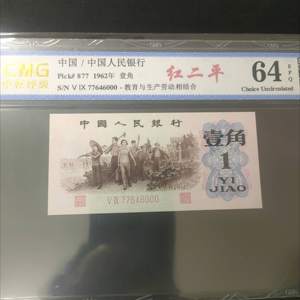 CMG
中国 / 中国人民银行
Pick# 877 1962年 壹角
S/N V IX 77646000 - 教育与生产劳动相结合
红二平
64 EPQ
Choice Uncirculated
中国人民银行
壹角
1
YI
JIAO
V IX 77646000